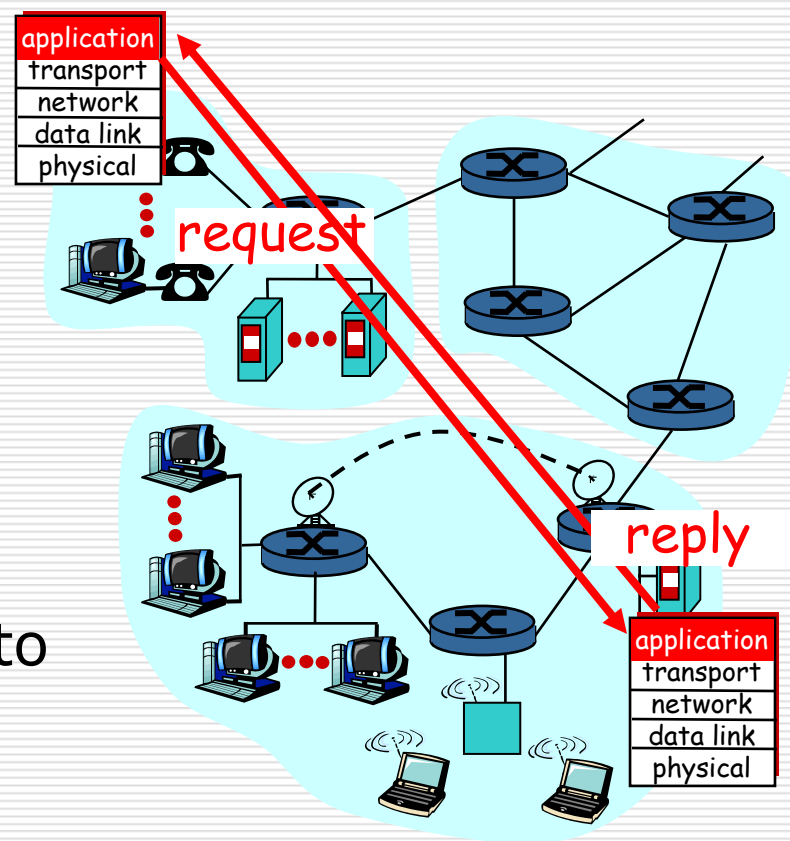 application
transport
network
data link
physical
request
reply
to
application
transport
network
data link
physical